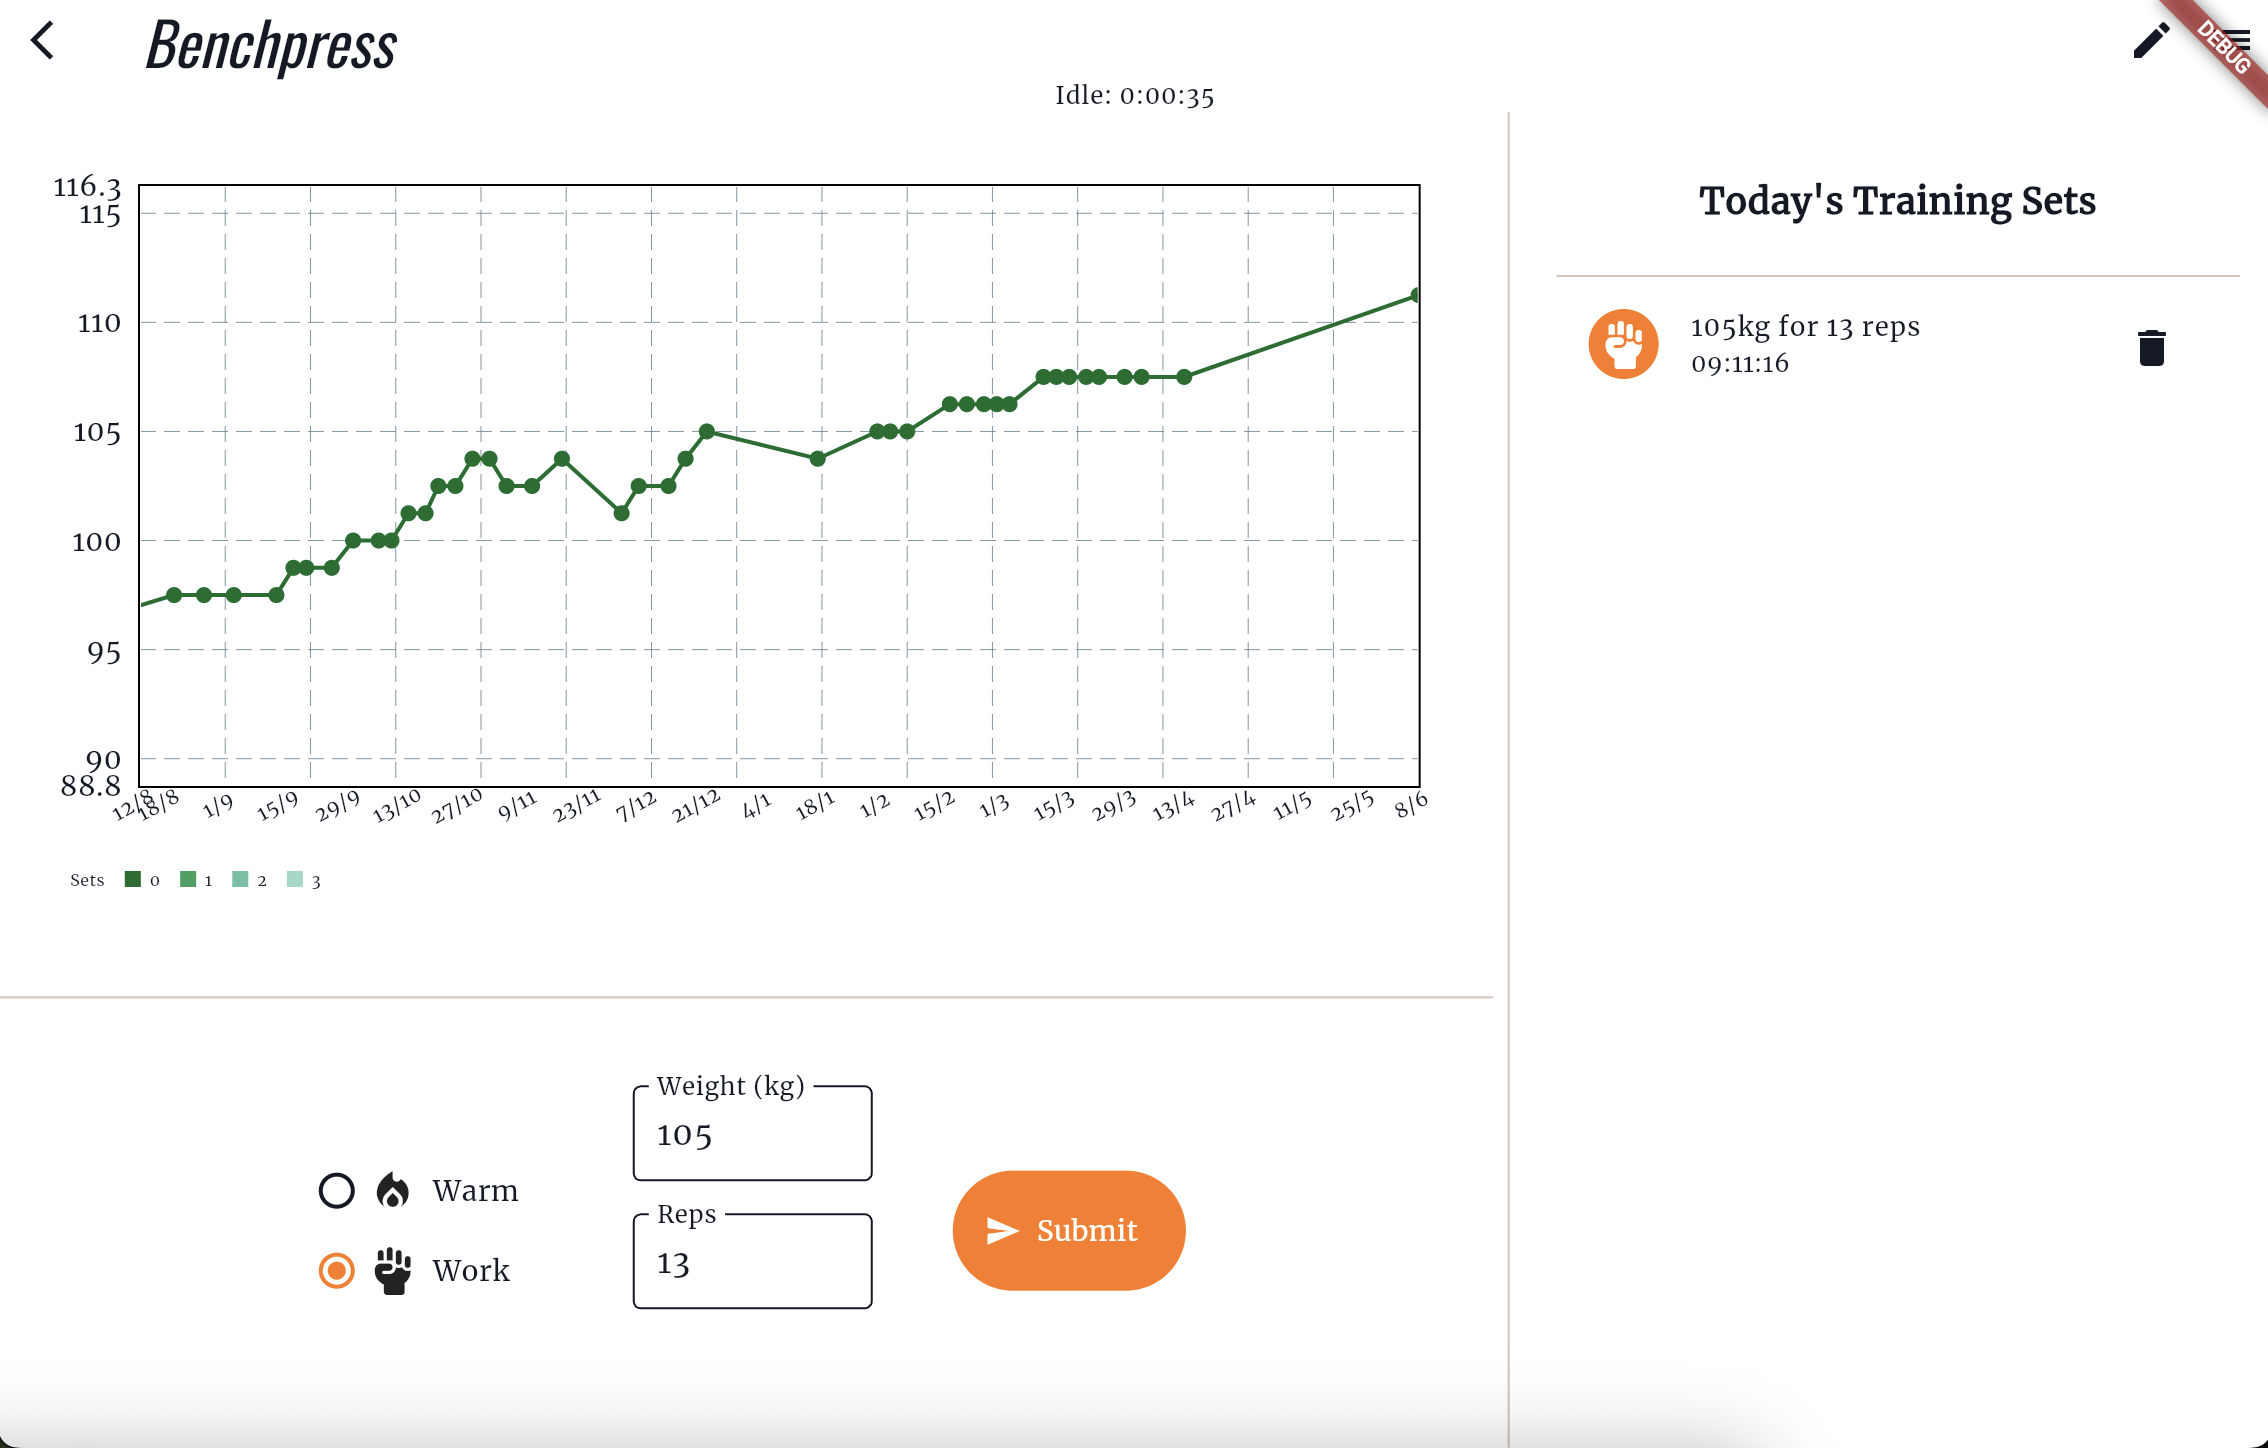 Benchpress
DEBUG
Idle: 0:00:35
116.3
115
110
105
100
95
90
88.8
12/8 18/8 1/9 15/9 29/9 13/10 27/10 9/11 23/11 7/12 21/12 4/1 18/1 1/2 15/2 1/3 15/3 29/3 13/4 27/4 11/5 25/5 8/6
Sets 0 1 2 3
Today's Training Sets
105kg for 13 reps
09:11:16
Weight (kg)
105
Warm
Reps
13
Work
Submit